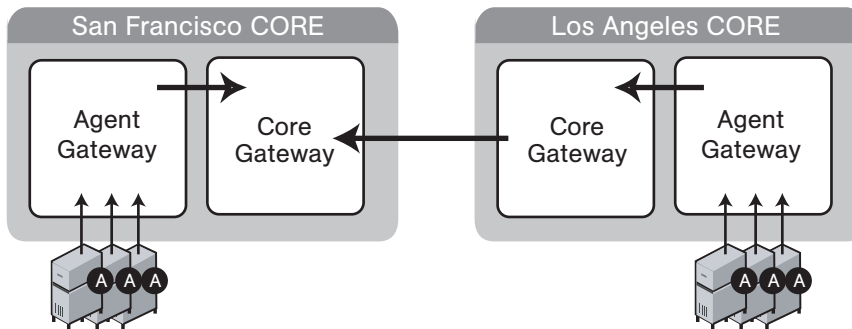 San Francisco CORE
Agent
Gateway
Core
Gateway
A
A
A
Los Angeles CORE
Core
Gateway
Agent
Gateway
A
A
A